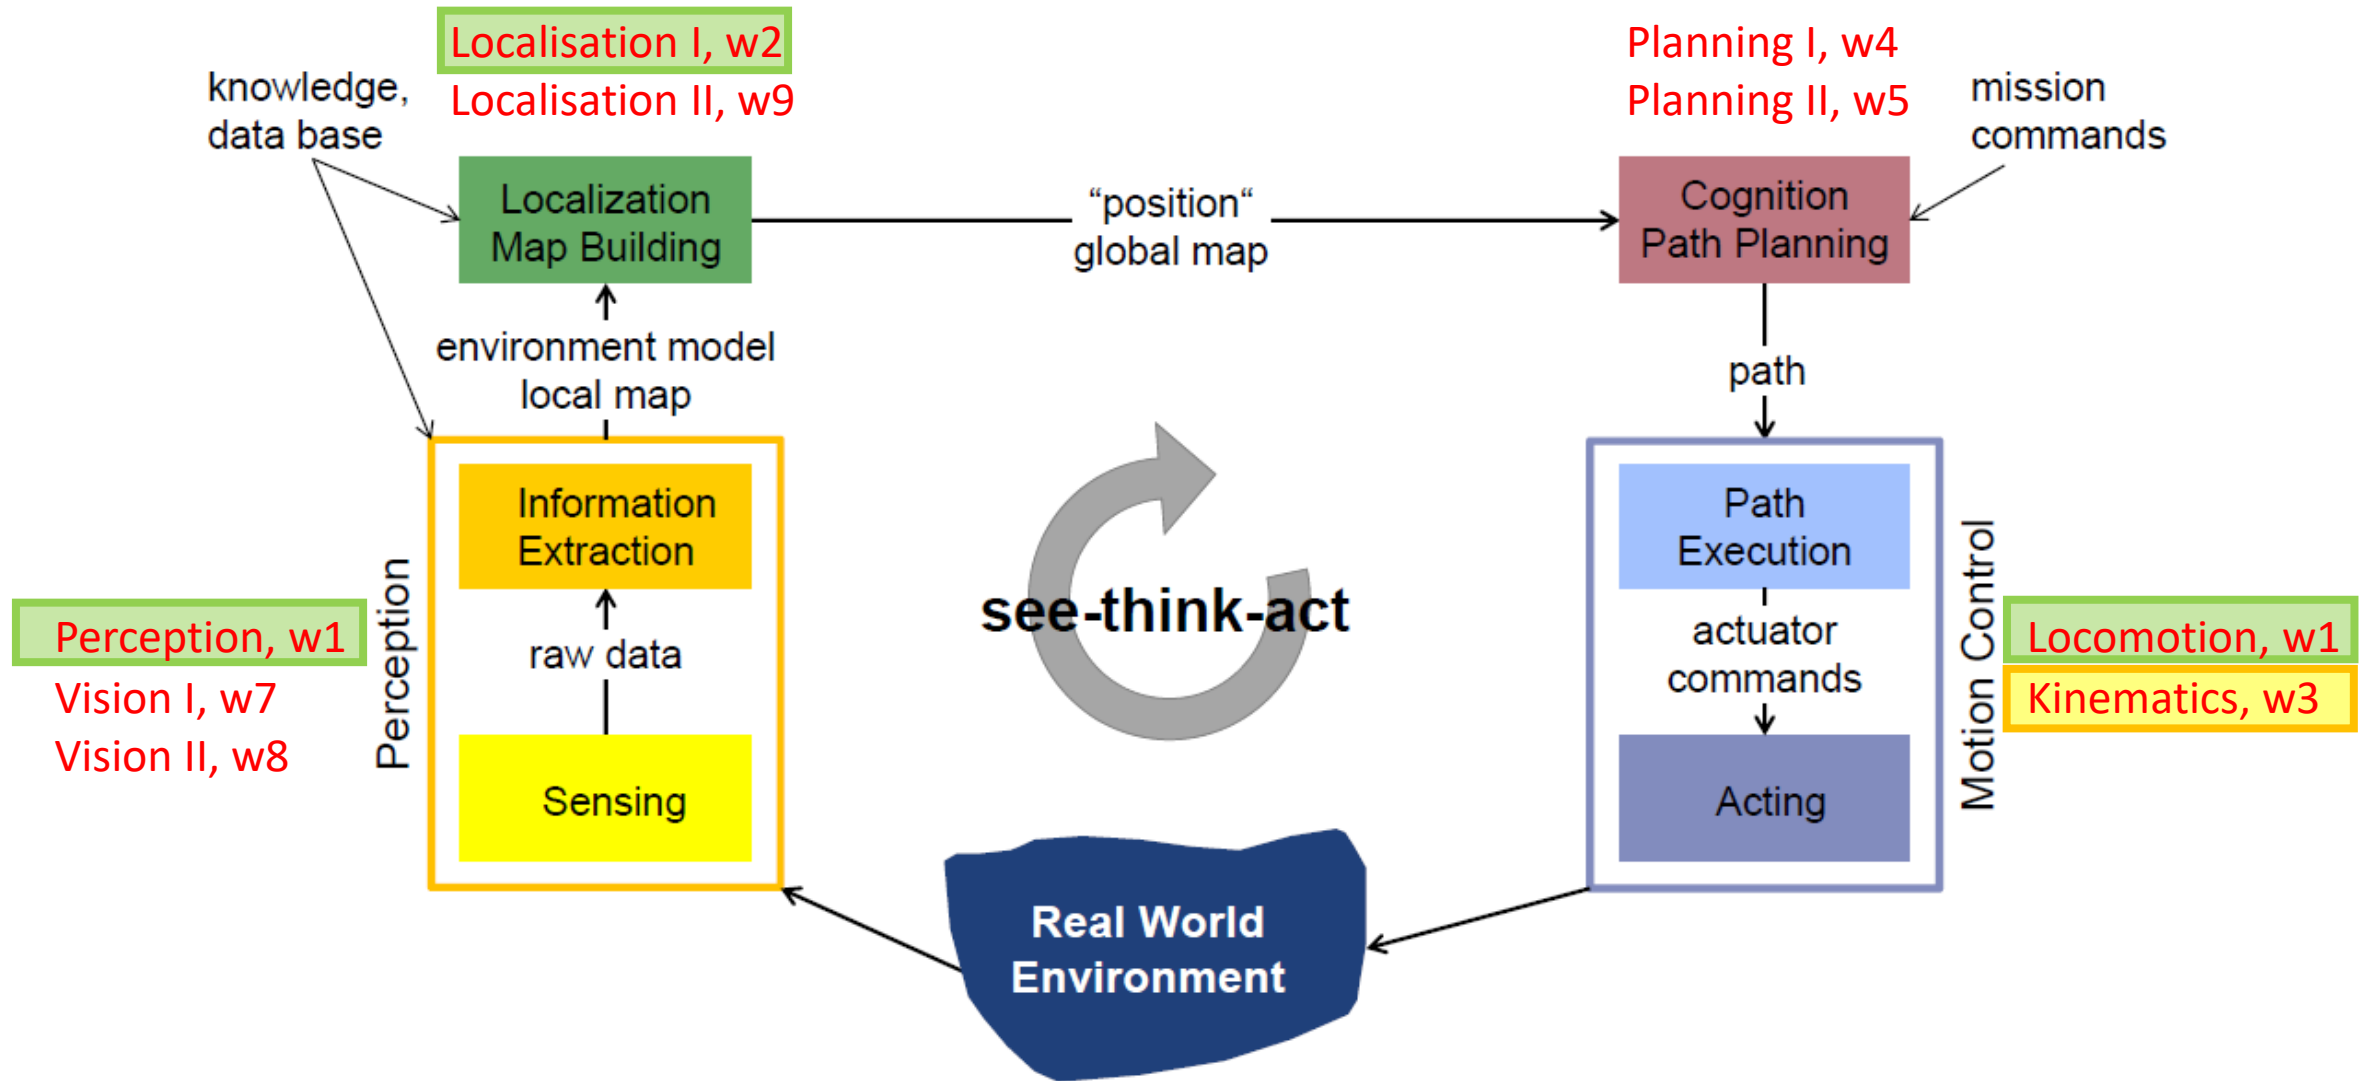 Localisation I, w2
Localisation II, w9
Planning I, w4
Planning II, w5
knowledge,
data base
mission
commands
Localization
Map Building
“position“
global map
Cognition
Path Planning
environment model
local map
path
Information
Extraction
Path
Execution
Perception
see-think-act
Motion Control
Perception, w1
Vision I, w7
Vision II, w8
raw data
actuator
commands
Locomotion, w1
Kinematics, w3
Sensing
Acting
Real World
Environment